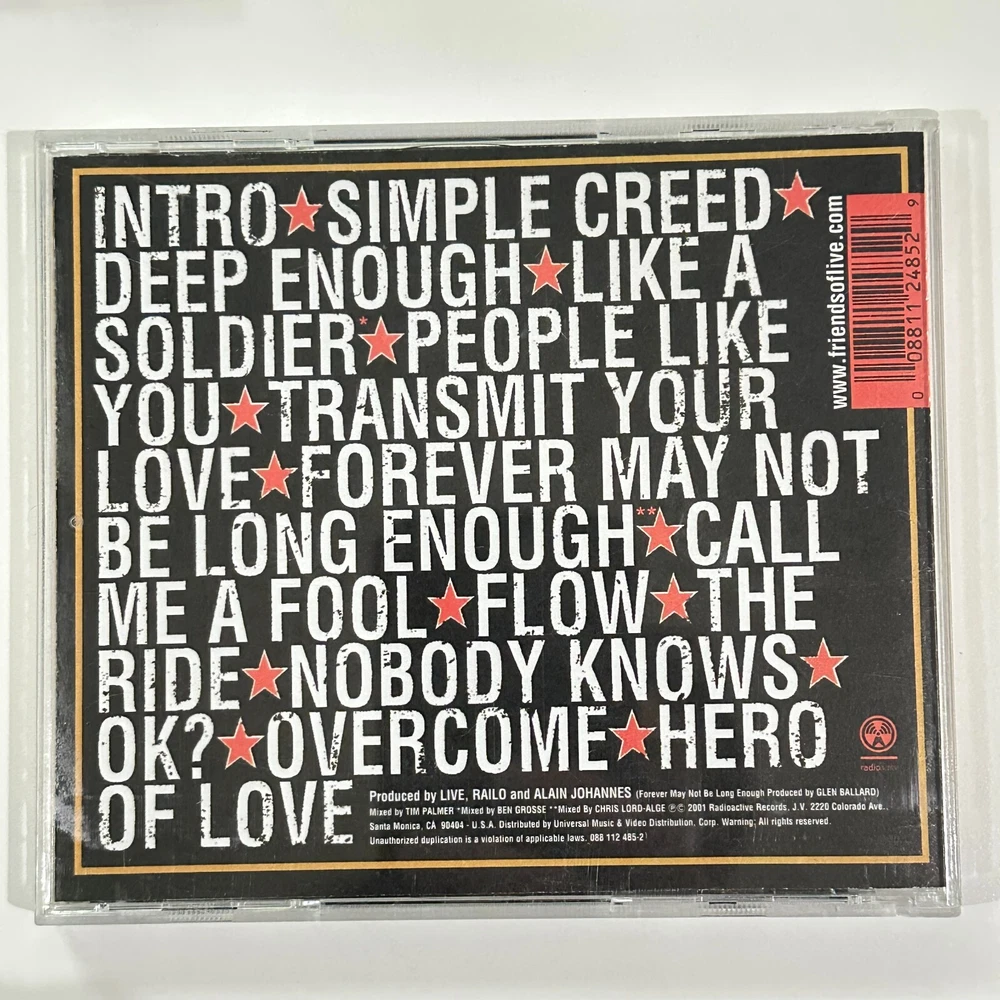 INTRO★SIMPLE CREED★
DEEP ENOUGH★LIKE A
SOLDIER*★PEOPLE LIKE
YOU★TRANSMIT YOUR
LOVE★FOREVER MAY NOT
BE LONG ENOUGH**★CALL
ME A FOOL★FLOW★THE
RIDE★NOBODY KNOWS★
OK?★OVERCOME★HERO
OF LOVE
Produced by LIVE, RAILO and ALAIN JOHANNES (Forever May Not Be Long Enough Produced by GLEN BALLARD)
Mixed by TIM PALMER *Mixed by BEN GROSSE **Mixed By CHRIS LORD-ALGE ℗© 2001 Radioactive Records, J.V. 2220 Colorado Ave..
Santa Monica, CA 90404 - U.S.A. Distributed by Universal Music & Video Distribution, Corp. Warning: All rights reserved.
Unauthorized duplication is a violation of applicable laws. 088 112 485-2
www.friendsoflive.com
0 08811 24852 9